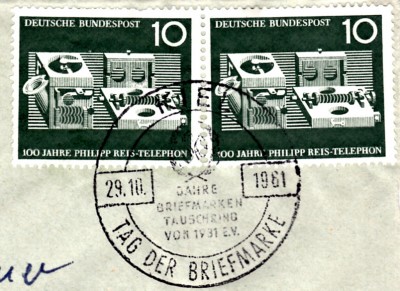 DEUTSCHE BUNDESPOST 10
DEUTSCHE BUNDESPOST 10
100 JAHRE PHILIPP REIS-TELEPHON
100 JAHRE PHILIPP REIS-TELEPHON
29.10. 1961
JAHRE
BRIEFMARKEN
TAUSCHRING
VON 1931 E.V.
TAG DER BRIEFMARKE